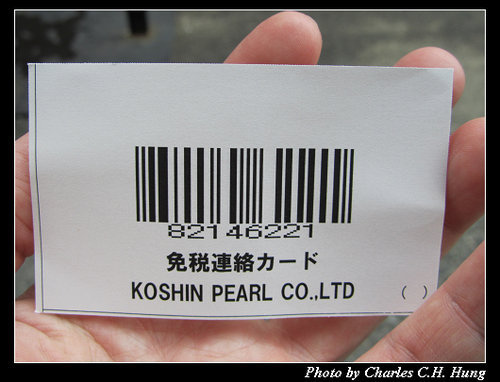 82146221
免税連絡カード
KOSHIN PEARL CO.,LTD ( )
Photo by Charles C.H. Hung